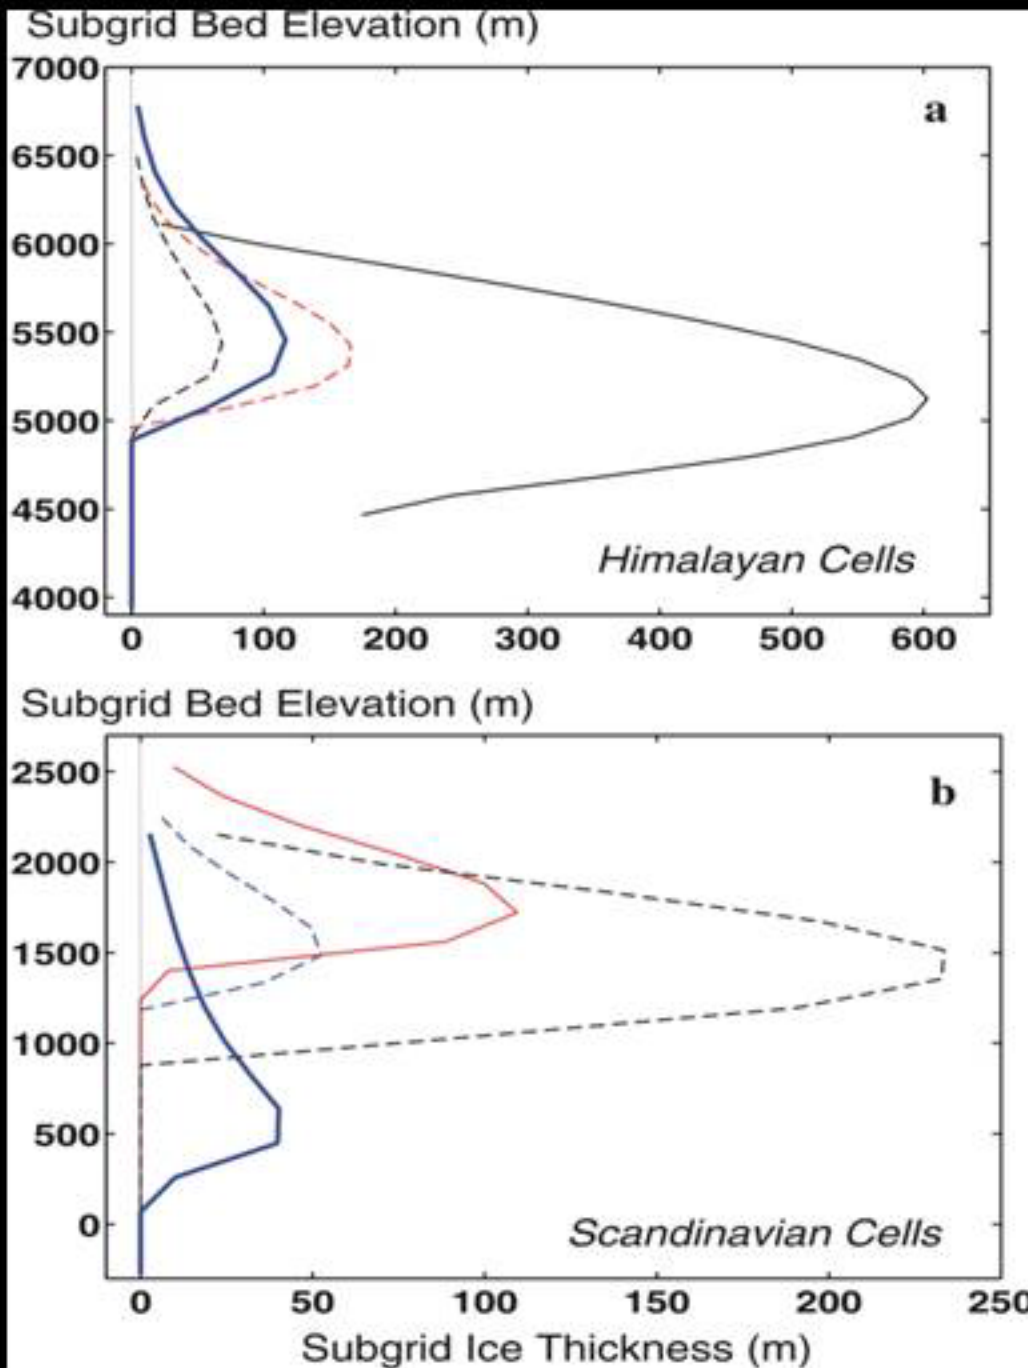 Subgrid Bed Elevation (m)
7000
a
6500
6000
5500
5000
4500
Himalayan Cells
4000
0 100 200 300 400 500 600
Subgrid Bed Elevation (m)
2500
b
2000
1500
1000
500
0
Scandinavian Cells
0 50 100 150 200 250
Subgrid Ice Thickness (m)